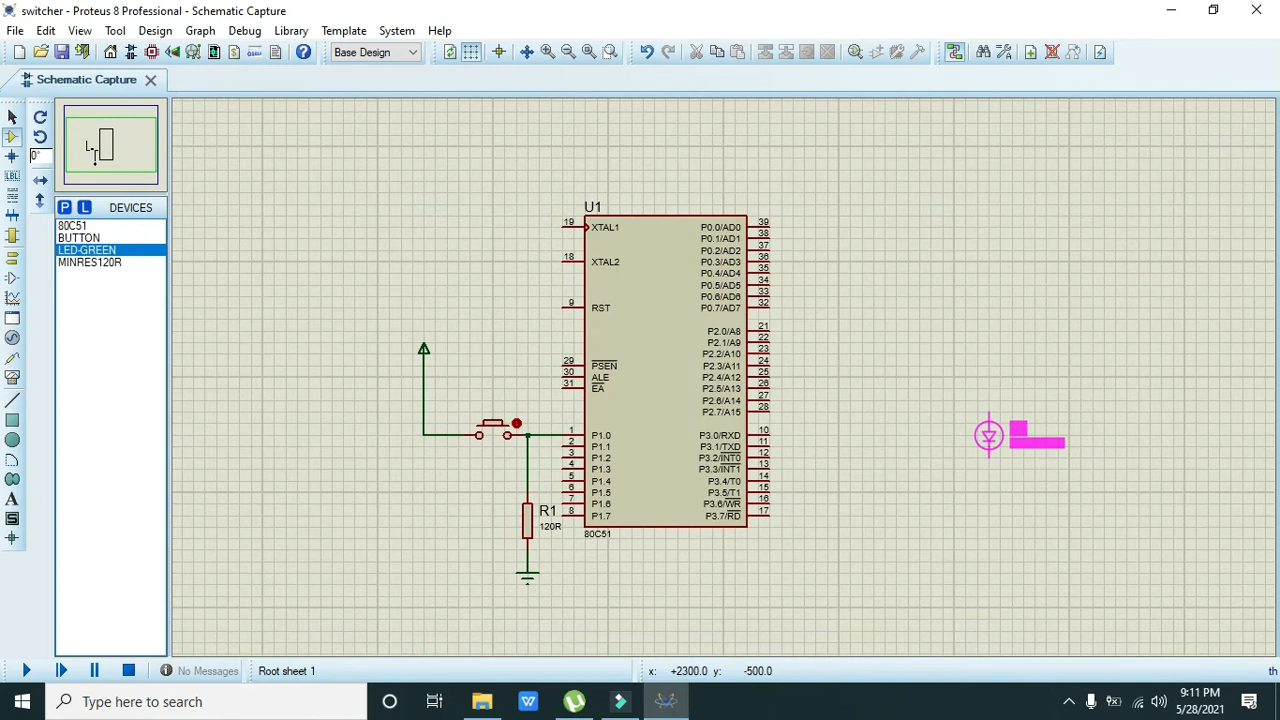 switcher - Proteus 8 Professional - Schematic Capture
File Edit View Tool Design Graph Debug Library Template System Help
Base Design
Schematic Capture
0°
P L DEVICES
80C51
BUTTON
LED-GREEN
MINRES120R
LBL
A
S
U1
19 XTAL1
18 XTAL2
9 RST
29 PSEN
30 ALE
31 EA
1 P1.0
2 P1.1
3 P1.2
4 P1.3
5 P1.4
6 P1.5
7 P1.6
8 P1.7
P0.0/AD0 39
P0.1/AD1 38
P0.2/AD2 37
P0.3/AD3 36
P0.4/AD4 35
P0.5/AD5 34
P0.6/AD6 33
P0.7/AD7 32
P2.0/A8 21
P2.1/A9 22
P2.2/A10 23
P2.3/A11 24
P2.4/A12 25
P2.5/A13 26
P2.6/A14 27
P2.7/A15 28
P3.0/RXD 10
P3.1/TXD 11
P3.2/INT0 12
P3.3/INT1 13
P3.4/T0 14
P3.5/T1 15
P3.6/WR 16
P3.7/RD 17
80C51
R1
120R
No Messages
Root sheet 1
x: +2300.0 y: -500.0
th
Type here to search
9:11 PM
5/28/2021